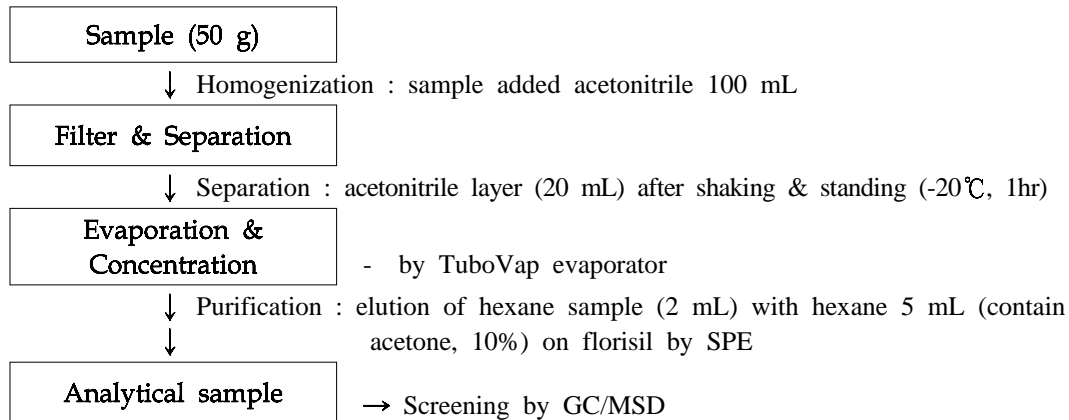 Sample (50 g)
↓ Homogenization : sample added acetonitrile 100 mL
Filter & Separation
↓ Separation : acetonitrile layer (20 mL) after shaking & standing (-20℃, 1hr)
Evaporation &
Concentration
- by TuboVap evaporator
↓ Purification : elution of hexane sample (2 mL) with hexane 5 mL (contain
↓ acetone, 10%) on florisil by SPE
Analytical sample
→ Screening by GC/MSD